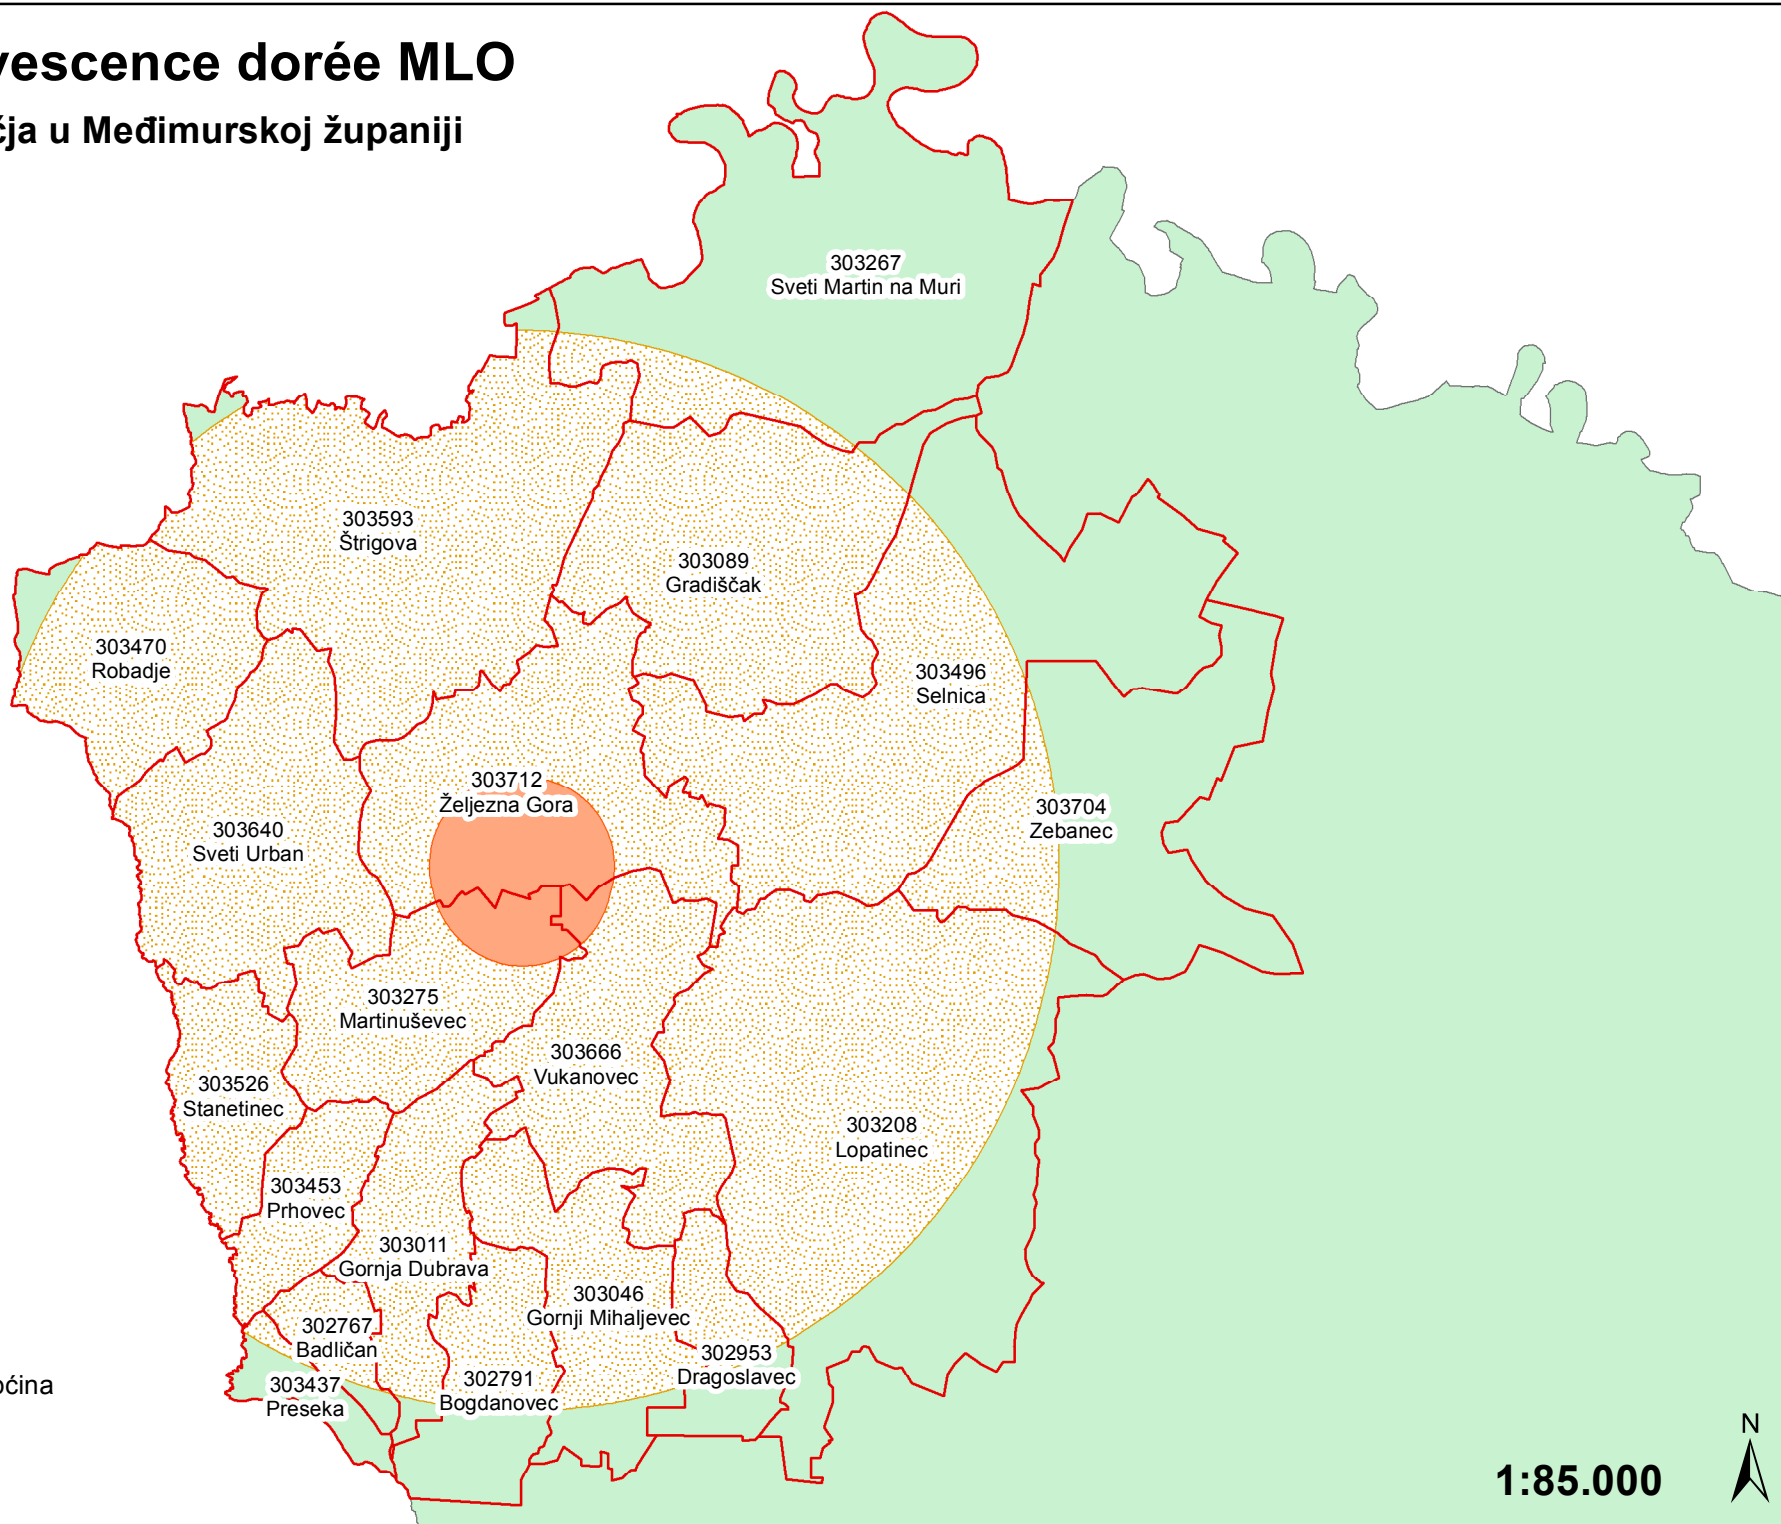 vescence dorée MLO
čja u Međimurskoj županiji
303267
Sveti Martin na Muri
303593
Štrigova
303089
Gradiščak
303470
Robadje
303496
Selnica
303712
Željezna Gora
303704
Zebanec
303640
Sveti Urban
303275
Martinuševec
303666
Vukanovec
303526
Stanetinec
303208
Lopatinec
303453
Prhovec
303011
Gornja Dubrava
303046
Gornji Mihaljevec
302767
Badličan
302953
Dragoslavec
303437
Preseka
302791
Bogdanovec
oćina
N
1:85.000